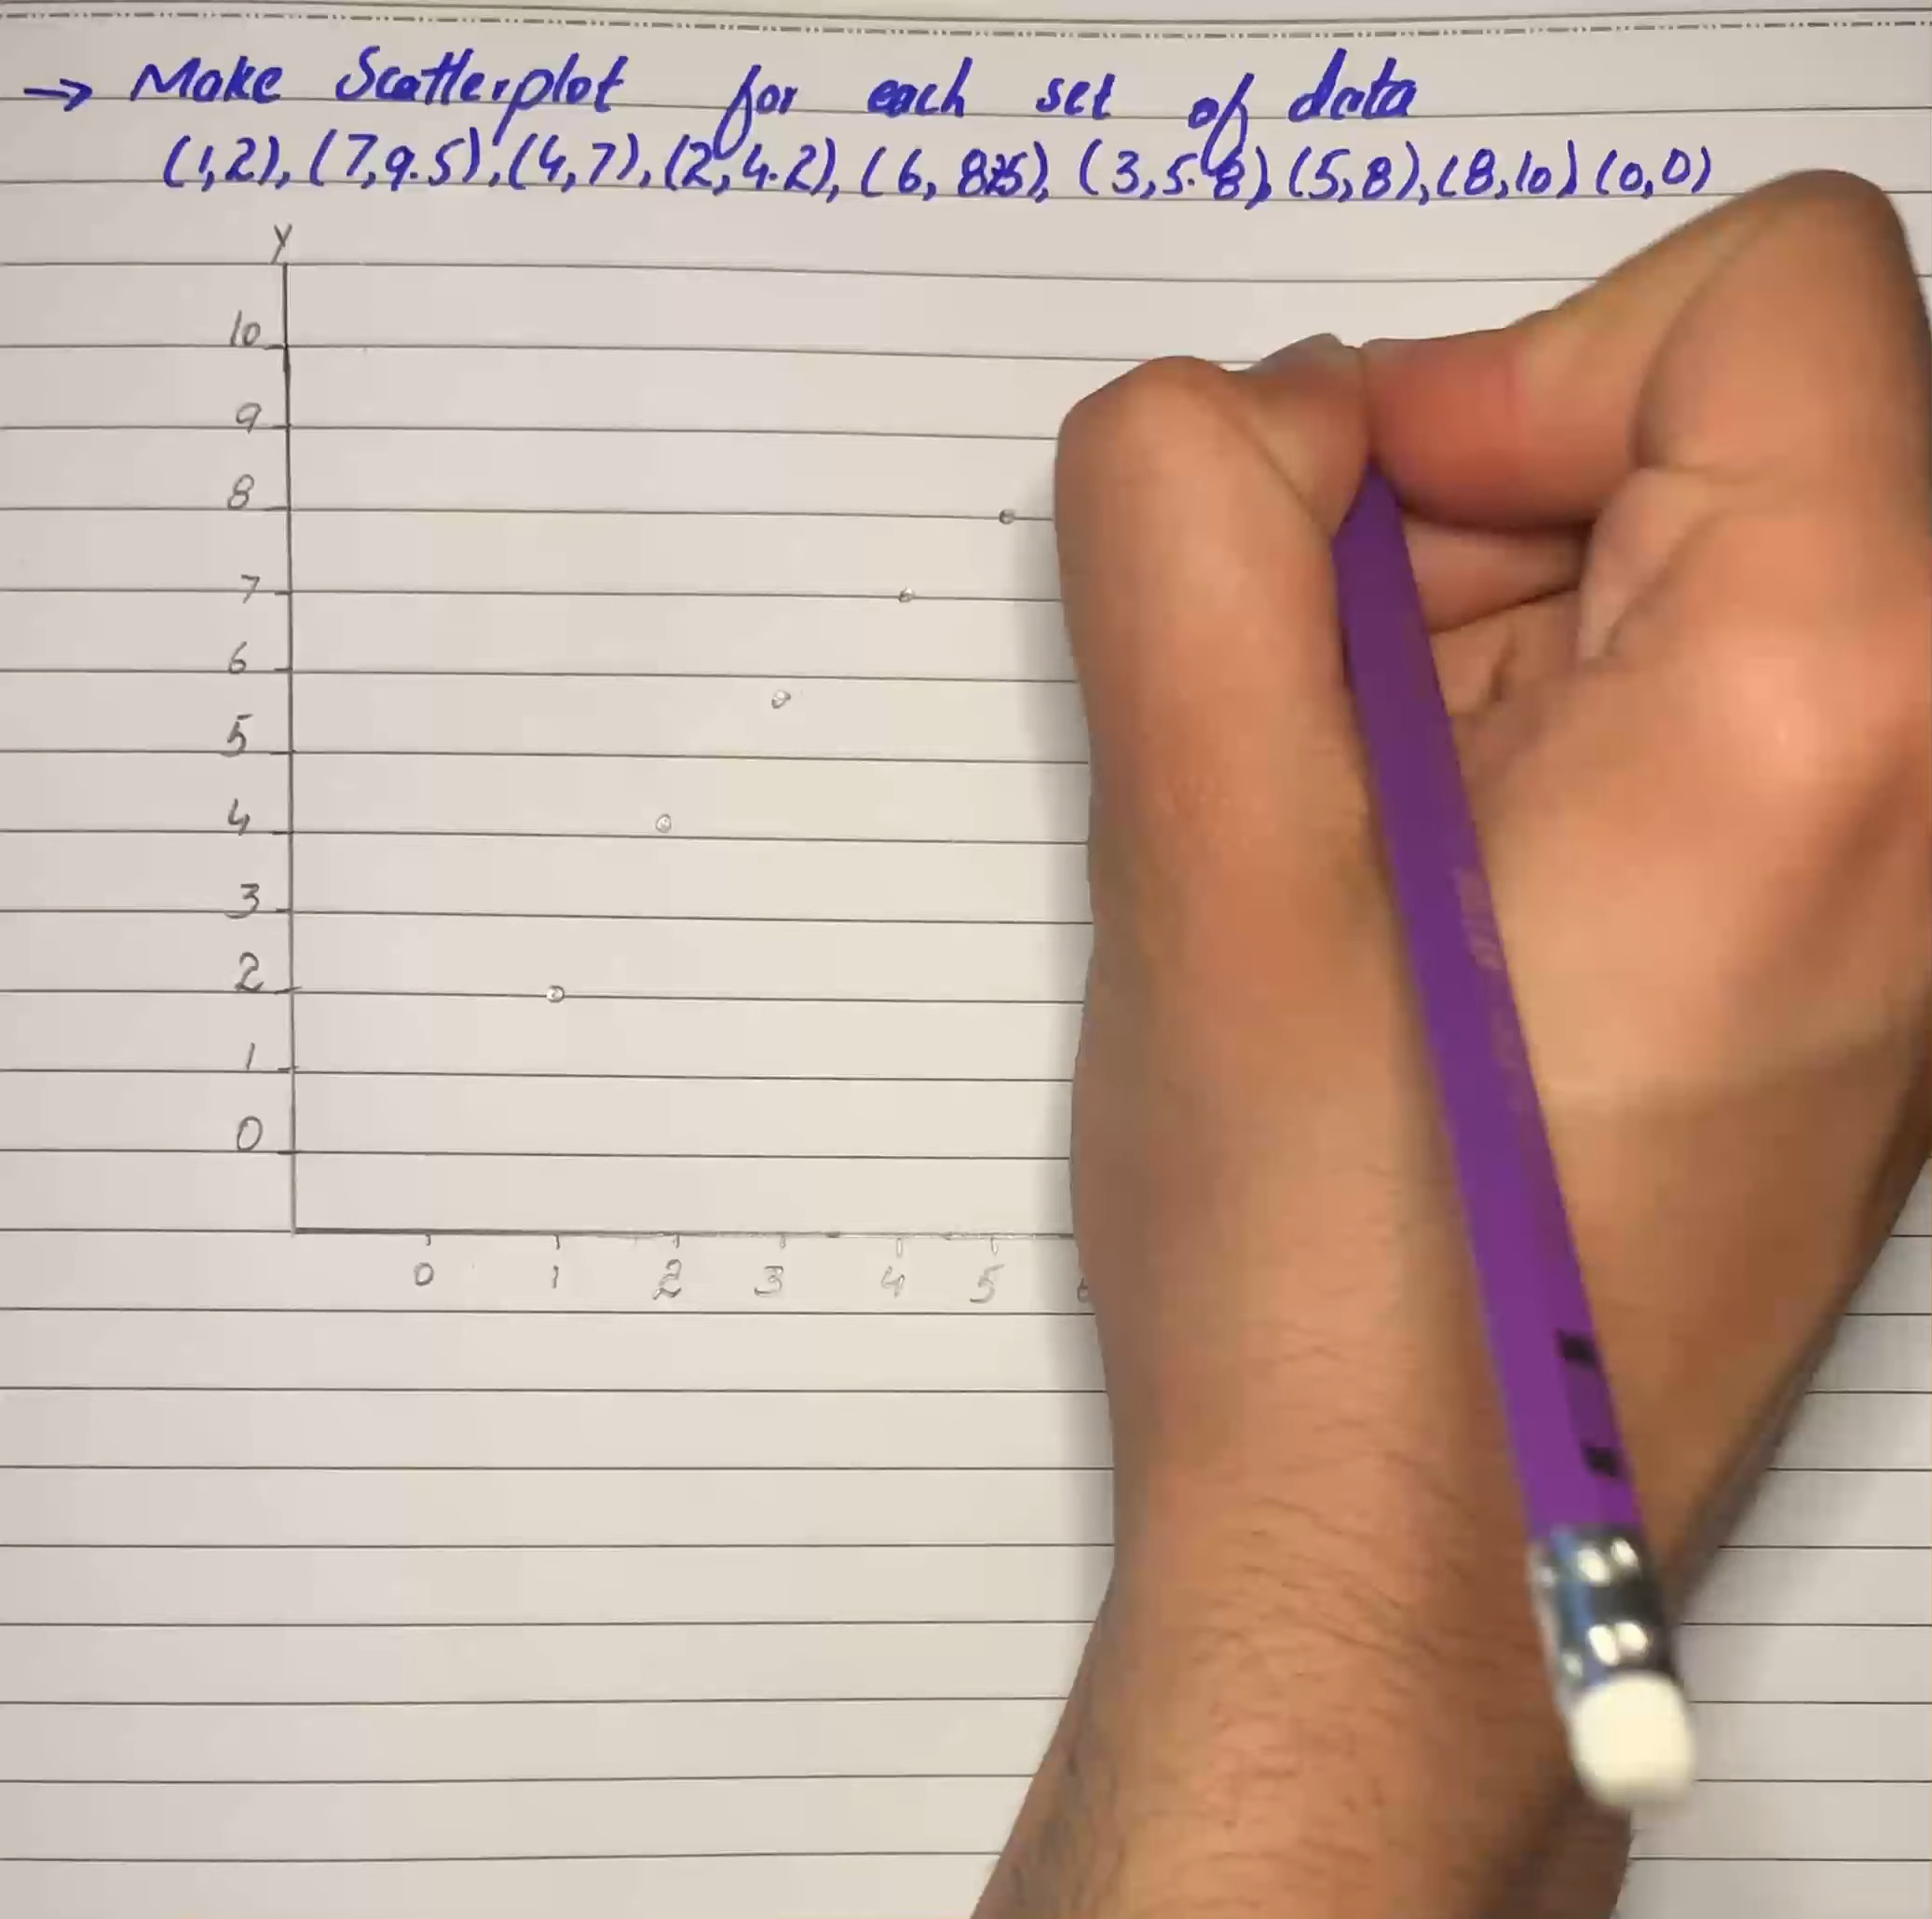 → Make Scatterplot for each set of data
(1,2), (7,9.5), (4,7), (2,4.2), (6, 8.75), (3,5.8), (5,8), (8,10) (0,0)
Y
10
9
8
7
6
5
4
3
2
1
0
0 1 2 3 4 5